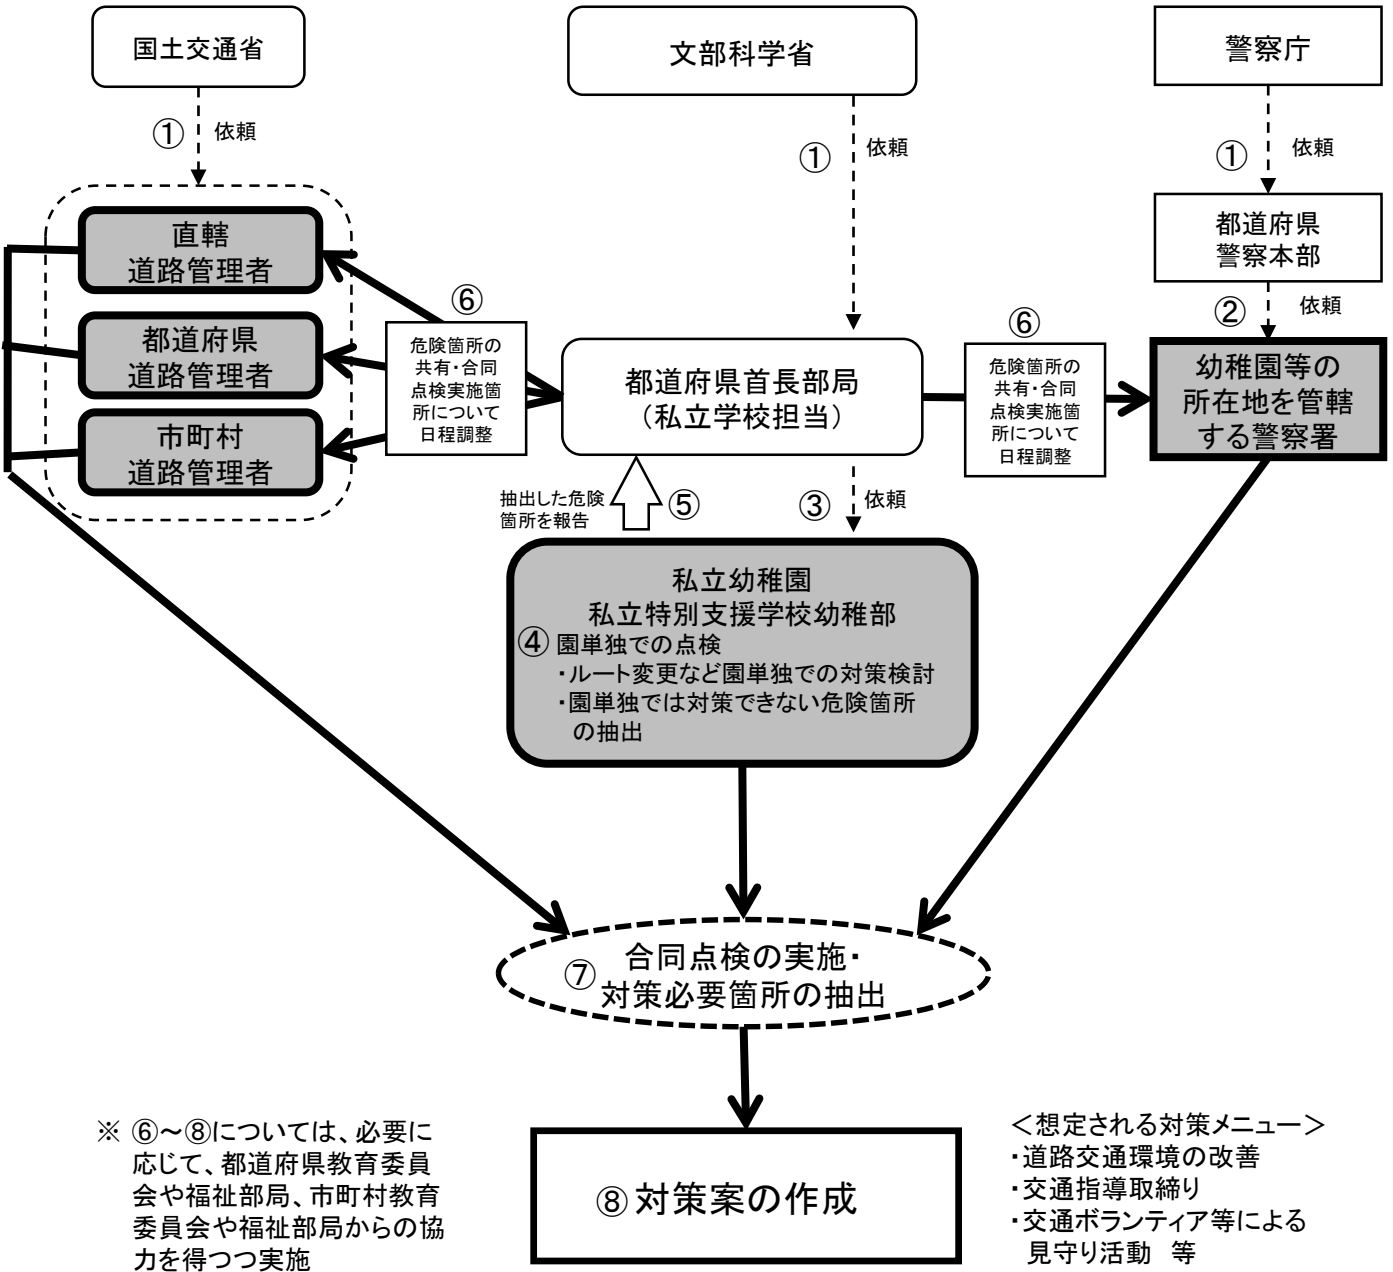 国土交通省
文部科学省
警察庁
① 依頼
① 依頼
① 依頼
直轄
道路管理者
都道府県
道路管理者
市町村
道路管理者
都道府県
警察本部
② 依頼
⑥
危険箇所の
共有・合同
点検実施箇
所について
日程調整
都道府県首長部局
（私立学校担当）
⑥
危険箇所の
共有・合同
点検実施箇
所について
日程調整
幼稚園等の
所在地を管轄
する警察署
抽出した危険
箇所を報告
⑤
③ 依頼
私立幼稚園
私立特別支援学校幼稚部
④ 園単独での点検
・ルート変更など園単独での対策検討
・園単独では対策できない危険箇所
の抽出
⑦ 合同点検の実施・
対策必要箇所の抽出
⑧ 対策案の作成
※ ⑥～⑧については、必要に
応じて、都道府県教育委員
会や福祉部局、市町村教育
委員会や福祉部局からの協
力を得つつ実施
＜想定される対策メニュー＞
・道路交通環境の改善
・交通指導取締り
・交通ボランティア等による
見守り活動　等